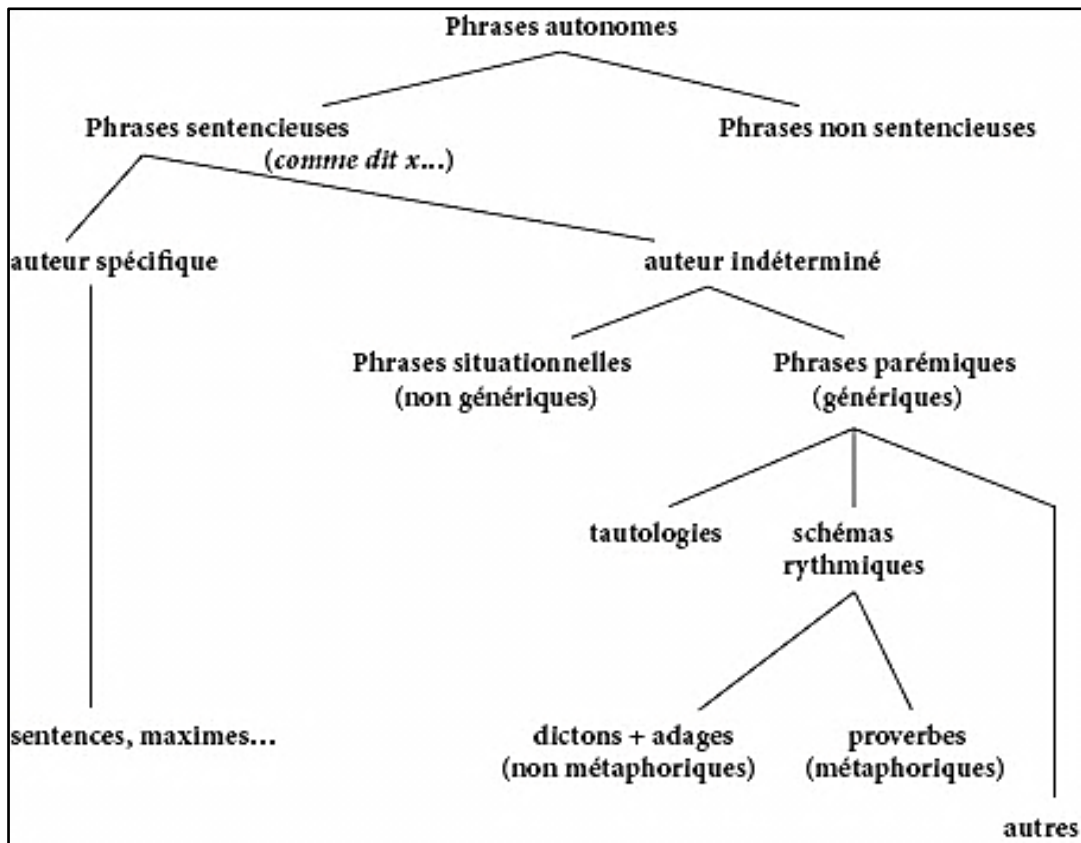 Phrases autonomes
Phrases sentencieuses
Phrases non sentencieuses
(comme dit x...)
auteur spécifique
auteur indéterminé
Phrases situationnelles
(non génériques)
Phrases parémiques
(génériques)
tautologies
schémas
rythmiques
sentences, maximes...
dictons + adages
(non métaphoriques)
proverbes
(métaphoriques)
autres